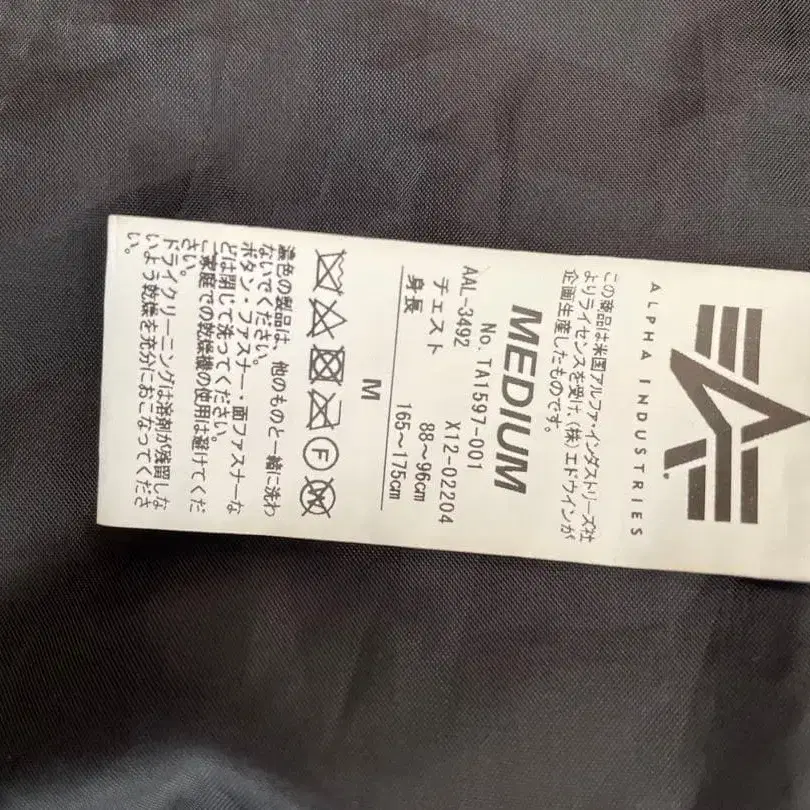 ALPHA INDUSTRIES
この商品は米国アルファ・インダストリーズ社
よりライセンスを受け、(株)エドウインが
企画生産したものです。
MEDIUM
No. TA1597-001
AAL-3492 X12-02204
チェスト 88～96cm
身長 165～175cm
M
濃色の製品は、他のものと一緒に洗わ
ないでください。
ボタン・ファスナー・面ファスナーな
どは閉じて洗ってください。
ご家庭での乾燥機の使用は避けてくだ
さい。
ドライクリーニングは溶剤が残留しな
いよう乾燥を充分におこなってくださ
い。